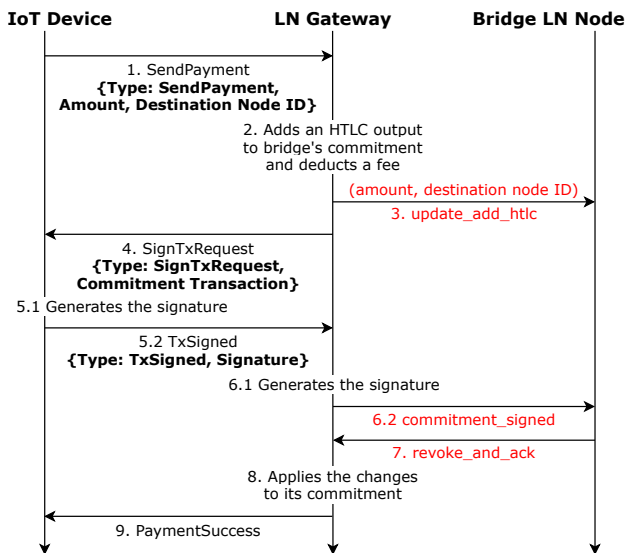 IoT Device
LN Gateway
Bridge LN Node
1. SendPayment
{Type: SendPayment,
Amount, Destination Node ID}
2. Adds an HTLC output
to bridge's commitment
and deducts a fee
(amount, destination node ID)
3. update_add_htlc
4. SignTxRequest
{Type: SignTxRequest,
Commitment Transaction}
5.1 Generates the signature
5.2 TxSigned
{Type: TxSigned, Signature}
6.1 Generates the signature
6.2 commitment_signed
7. revoke_and_ack
8. Applies the changes
to its commitment
9. PaymentSuccess